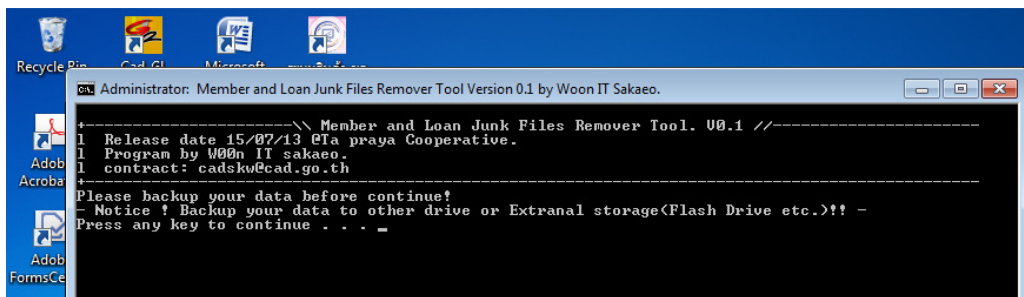 Recycle Bin
Cad_GL
Microsoft
Administrator: Member and Loan Junk Files Remover Tool Version 0.1 by Woon IT Sakaeo.
+-----------------------\\ Member and Loan Junk Files Remover Tool. V0.1 //-----------------------
l Release date 15/07/13 @Ta praya Cooperative.
l Program by W00n IT sakaeo.
l contract: cadskw@cad.go.th
+--------------------------------------------------------------------------------
Please backup your data before continue!
- Notice ! Backup your data to other drive or Extranal storage(Flash Drive etc.)!! -
Press any key to continue . . . _
Adob
Acroba
Adob
FormsCe